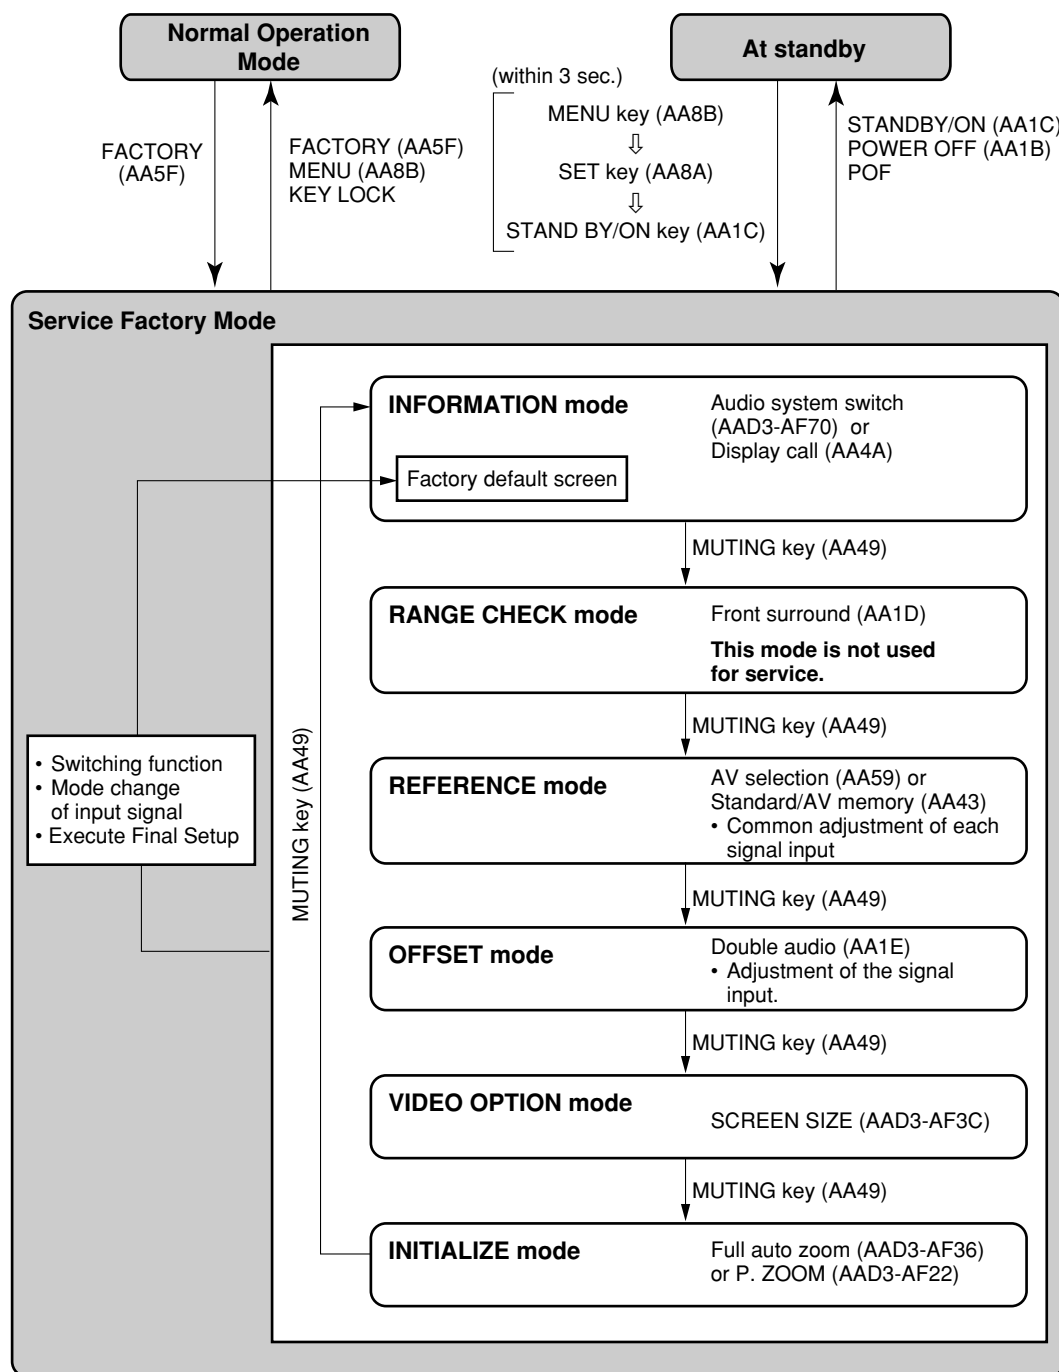 Normal Operation
Mode
At standby
(within 3 sec.)
MENU key (AA8B)
⇩
SET key (AA8A)
⇩
STAND BY/ON key (AA1C)
FACTORY
(AA5F)
FACTORY (AA5F)
MENU (AA8B)
KEY LOCK
STANDBY/ON (AA1C)
POWER OFF (AA1B)
POF
Service Factory Mode
INFORMATION mode
Audio system switch
(AAD3-AF70) or
Display call (AA4A)
Factory default screen
MUTING key (AA49)
RANGE CHECK mode
Front surround (AA1D)
This mode is not used
for service.
MUTING key (AA49)
• Switching function
• Mode change
of input signal
• Execute Final Setup
MUTING key (AA49)
REFERENCE mode
AV selection (AA59) or
Standard/AV memory (AA43)
• Common adjustment of each
signal input
MUTING key (AA49)
OFFSET mode
Double audio (AA1E)
• Adjustment of the signal
input.
MUTING key (AA49)
VIDEO OPTION mode
SCREEN SIZE (AAD3-AF3C)
MUTING key (AA49)
INITIALIZE mode
Full auto zoom (AAD3-AF36)
or P. ZOOM (AAD3-AF22)